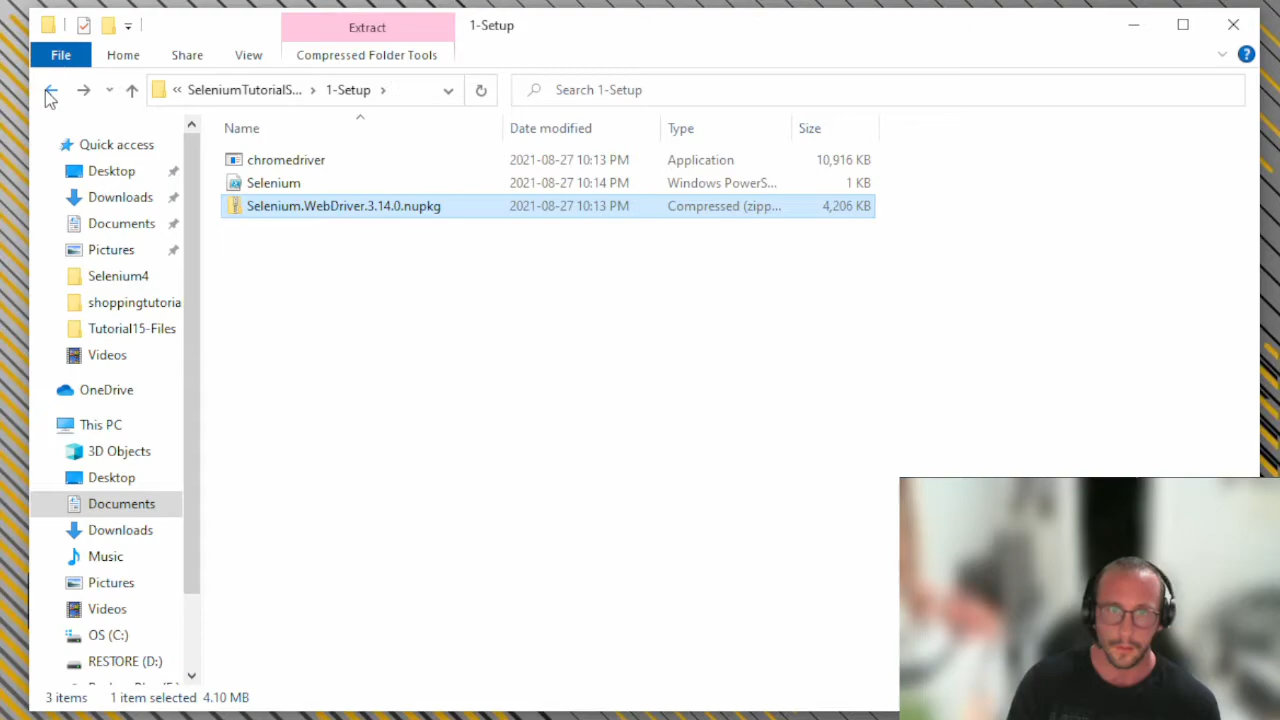 Extract
1-Setup
File
Home
Share
View
Compressed Folder Tools
«
SeleniumTutorialS...
1-Setup
Search 1-Setup
Name
Date modified
Type
Size
chromedriver
2021-08-27 10:13 PM
Application
10,916 KB
Selenium
2021-08-27 10:14 PM
Windows PowerS...
1 KB
Selenium.WebDriver.3.14.0.nupkg
2021-08-27 10:13 PM
Compressed (zipp...
4,206 KB
Quick access
Desktop
Downloads
Documents
Pictures
Selenium4
shoppingtutoria
Tutorial15-Files
Videos
OneDrive
This PC
3D Objects
Desktop
Documents
Downloads
Music
Pictures
Videos
OS (C:)
RESTORE (D:)
3 items
1 item selected 4.10 MB